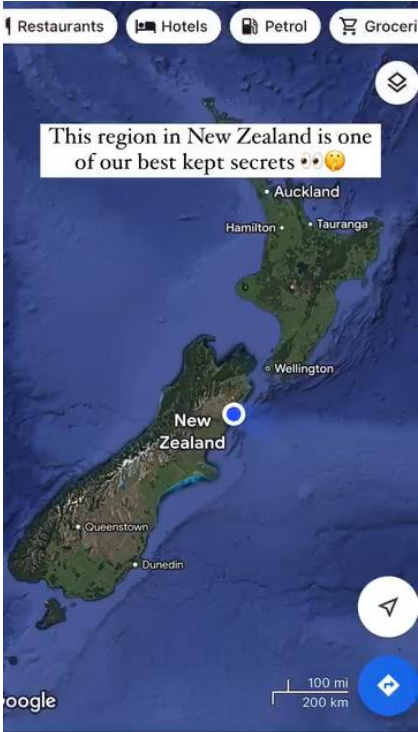 Restaurants
Hotels
Petrol
Groceri
This region in New Zealand is one
of our best kept secrets 👀🤫
Auckland
Hamilton
Tauranga
Wellington
New
Zealand
Queenstown
Dunedin
100 mi
200 km
oogle